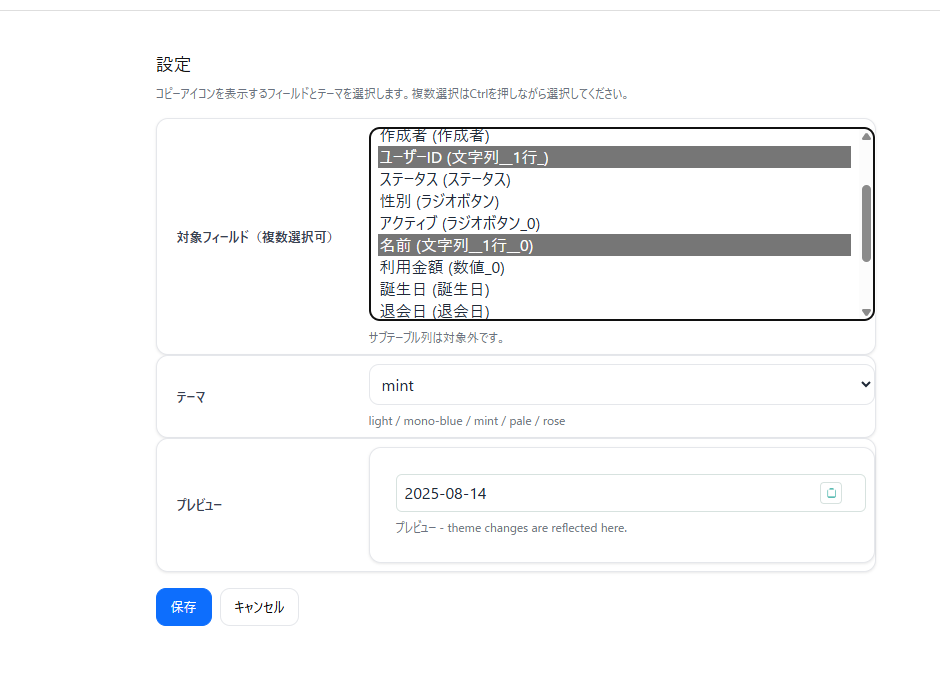 設定
コピーアイコンを表示するフィールドとテーマを選択します。複数選択はCtrlを押しながら選択してください。
対象フィールド（複数選択可）
作成者 (作成者)
ユーザーID (文字列__1行_)
ステータス (ステータス)
性別 (ラジオボタン)
アクティブ (ラジオボタン_0)
名前 (文字列__1行__0)
利用金額 (数値_0)
誕生日 (誕生日)
退会日 (退会日)
サブテーブル列は対象外です。
テーマ
mint
light / mono-blue / mint / pale / rose
プレビュー
2025-08-14
プレビュー - theme changes are reflected here.
保存
キャンセル